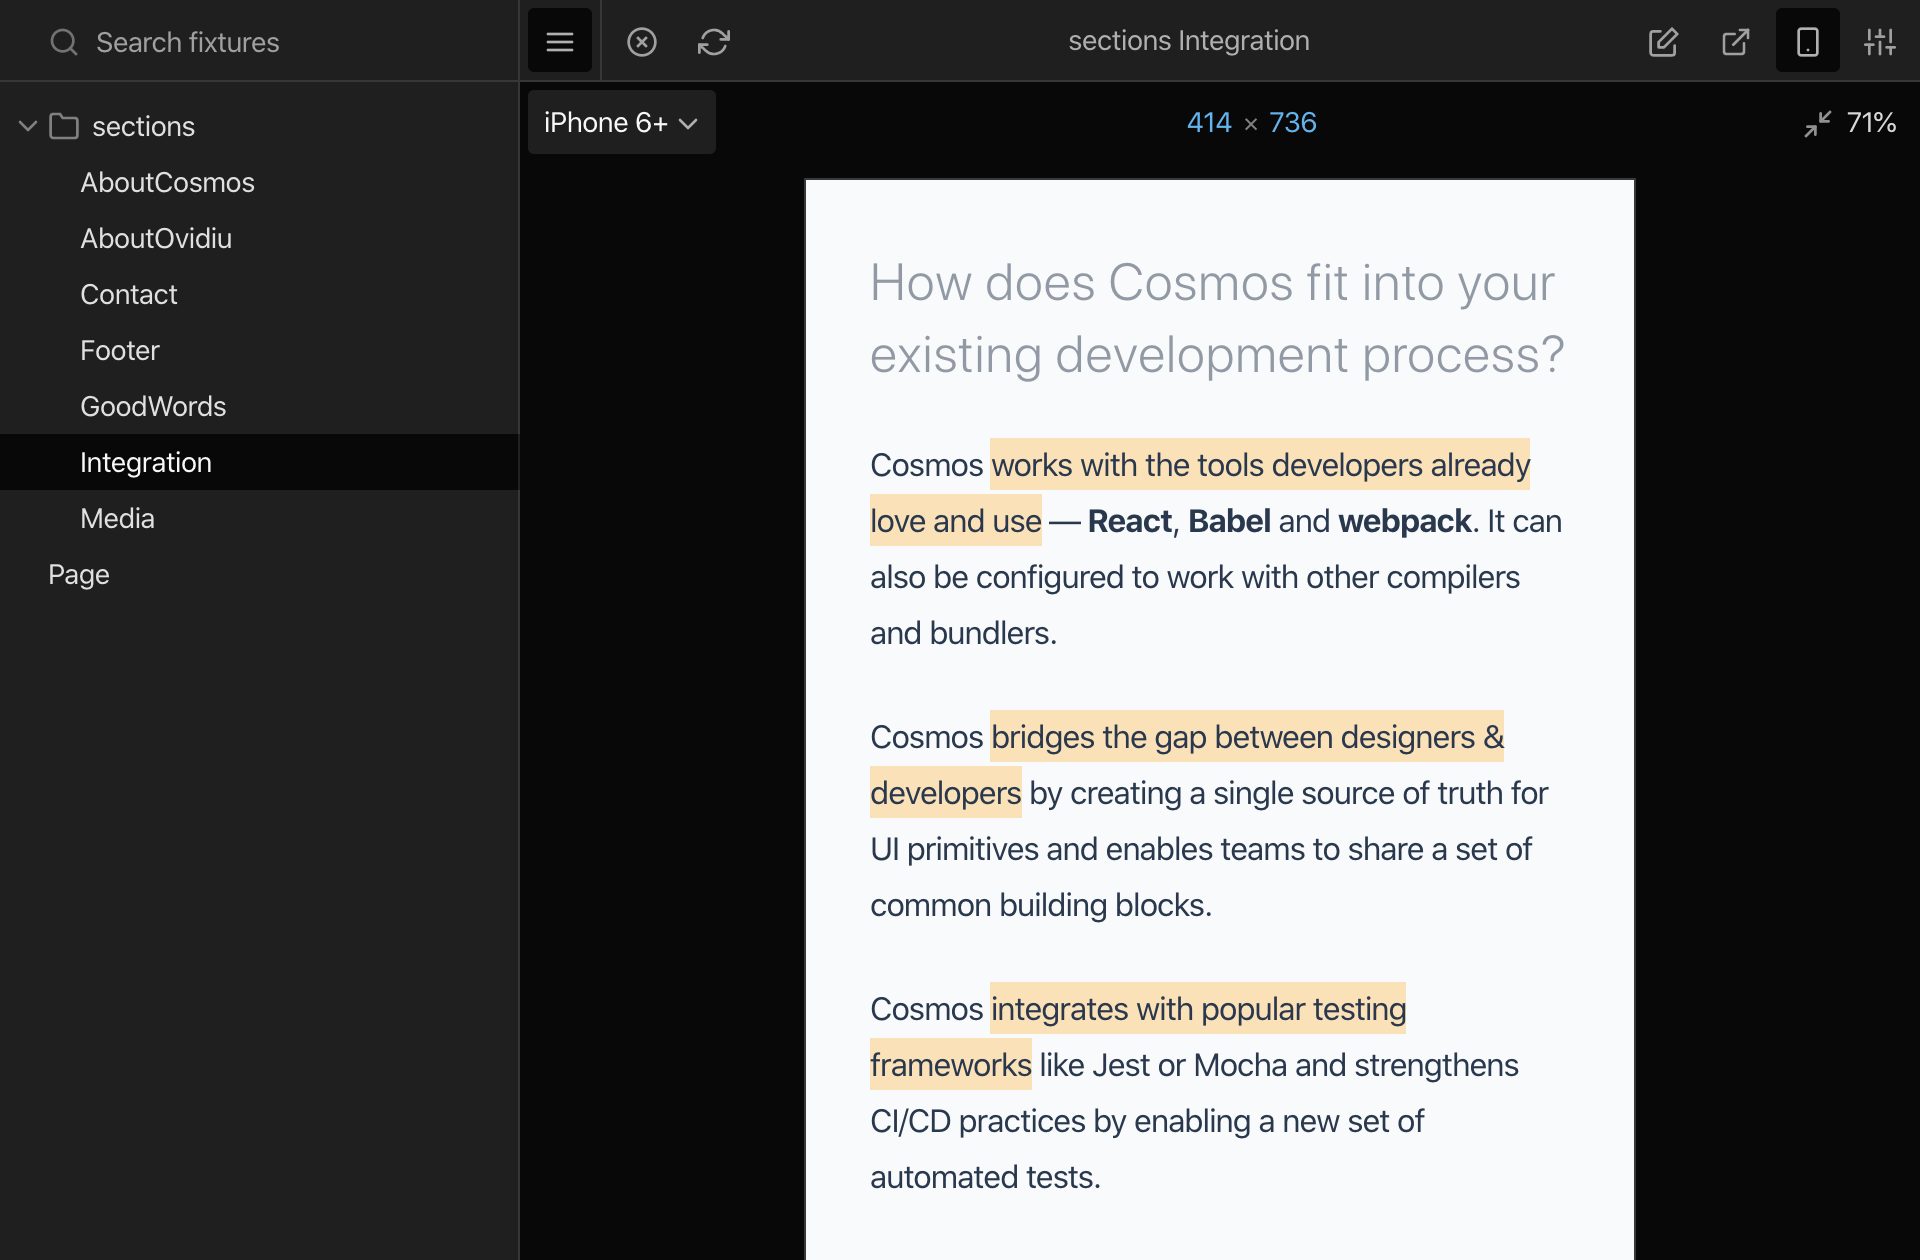 Search fixtures
sections Integration
sections
AboutCosmos
AboutOvidiu
Contact
Footer
GoodWords
Integration
Media
Page
iPhone 6+
414 × 736
71%
How does Cosmos fit into your
existing development process?
Cosmos works with the tools developers already
love and use — React, Babel and webpack. It can
also be configured to work with other compilers
and bundlers.
Cosmos bridges the gap between designers &
developers by creating a single source of truth for
UI primitives and enables teams to share a set of
common building blocks.
Cosmos integrates with popular testing
frameworks like Jest or Mocha and strengthens
CI/CD practices by enabling a new set of
automated tests.